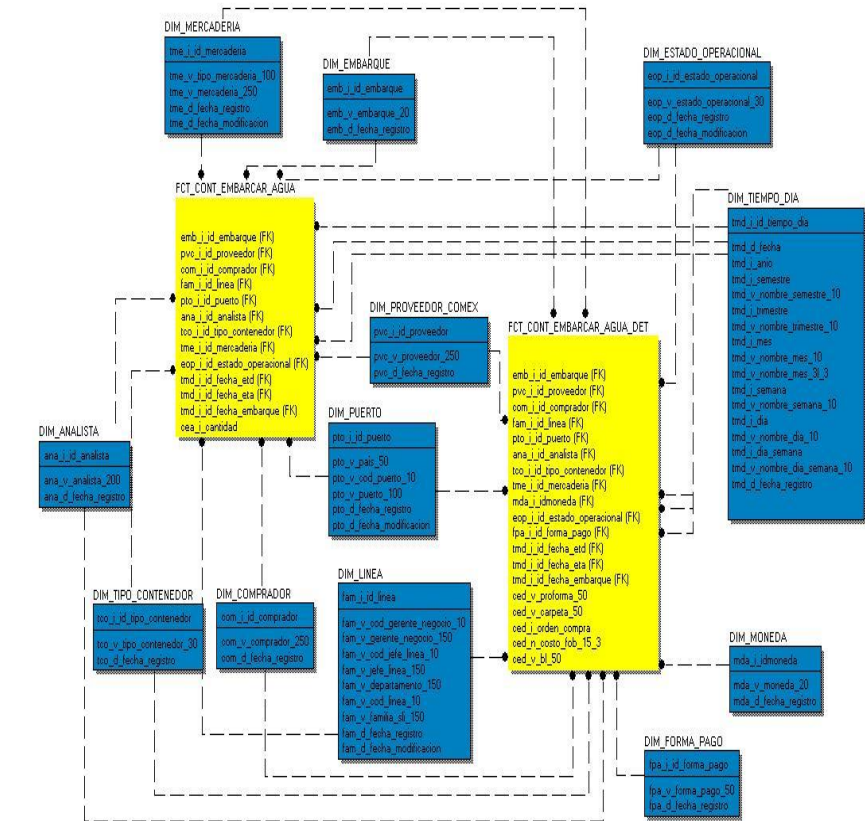 DIM_MERCADERIA
tme_i_id_mercaderia
tme_v_tipo_mercaderia_100
tme_v_mercaderia_250
tme_d_fecha_registro
tme_d_fecha_modificacion
DIM_EMBARQUE
emb_i_id_embarque
emb_v_embarque_20
emb_d_fecha_registro
DIM_ESTADO_OPERACIONAL
eop_i_id_estado_operacional
eop_v_estado_operacional_30
eop_d_fecha_registro
eop_d_fecha_modificacion
FCT_CONT_EMBARCAR_AGUA
emb_i_id_embarque (FK)
pvc_i_id_proveedor (FK)
com_i_id_comprador (FK)
fam_i_id_linea (FK)
pto_i_id_puerto (FK)
ana_i_id_analista (FK)
tco_i_id_tipo_contenedor (FK)
tme_i_id_mercaderia (FK)
eop_i_id_estado_operacional (FK)
tmd_i_id_fecha_etd (FK)
tmd_i_id_fecha_eta (FK)
tmd_i_id_fecha_embarque (FK)
cea_i_cantidad
DIM_TIEMPO_DIA
tmd_i_id_tiempo_dia
tmd_d_fecha
tmd_i_anio
tmd_i_semestre
tmd_v_nombre_semestre_10
tmd_i_trimestre
tmd_v_nombre_trimestre_10
tmd_i_mes
tmd_v_nombre_mes_10
tmd_v_nombre_mes_3l_3
tmd_i_semana
tmd_v_nombre_semana_10
tmd_i_dia
tmd_v_nombre_dia_10
tmd_i_dia_semana
tmd_v_nombre_dia_semana_10
tmd_d_fecha_registro
DIM_PROVEEDOR_COMEX
pvc_i_id_proveedor
pvc_v_proveedor_250
pvc_d_fecha_registro
FCT_CONT_EMBARCAR_AGUA_DET
emb_i_id_embarque (FK)
pvc_i_id_proveedor (FK)
com_i_id_comprador (FK)
fam_i_id_linea (FK)
pto_i_id_puerto (FK)
ana_i_id_analista (FK)
tco_i_id_tipo_contenedor (FK)
tme_i_id_mercaderia (FK)
mda_i_idmoneda (FK)
eop_i_id_estado_operacional (FK)
fpa_i_id_forma_pago (FK)
tmd_i_id_fecha_etd (FK)
tmd_i_id_fecha_eta (FK)
tmd_i_id_fecha_embarque (FK)
ced_v_proforma_50
ced_v_carpeta_50
ced_i_orden_compra
ced_n_costo_fob_15_3
ced_v_bl_50
DIM_PUERTO
pto_i_id_puerto
pto_v_pais_50
pto_v_cod_puerto_10
pto_v_puerto_100
pto_d_fecha_registro
pto_d_fecha_modificacion
DIM_ANALISTA
ana_i_id_analista
ana_v_analista_200
ana_d_fecha_registro
DIM_TIPO_CONTENEDOR
tco_i_id_tipo_contenedor
tco_v_tipo_contenedor_30
tco_d_fecha_registro
DIM_COMPRADOR
com_i_id_comprador
com_v_comprador_250
com_d_fecha_registro
DIM_LINEA
fam_i_id_linea
fam_v_cod_gerente_negocio_10
fam_v_gerente_negocio_150
fam_v_cod_jefe_linea_10
fam_v_jefe_linea_150
fam_v_departamento_150
fam_v_cod_linea_10
fam_v_familia_sfi_150
fam_d_fecha_registro
fam_d_fecha_modificacion
DIM_MONEDA
mda_i_idmoneda
mda_v_moneda_20
mda_d_fecha_registro
DIM_FORMA_PAGO
fpa_i_id_forma_pago
fpa_v_forma_pago_50
fpa_d_fecha_registro